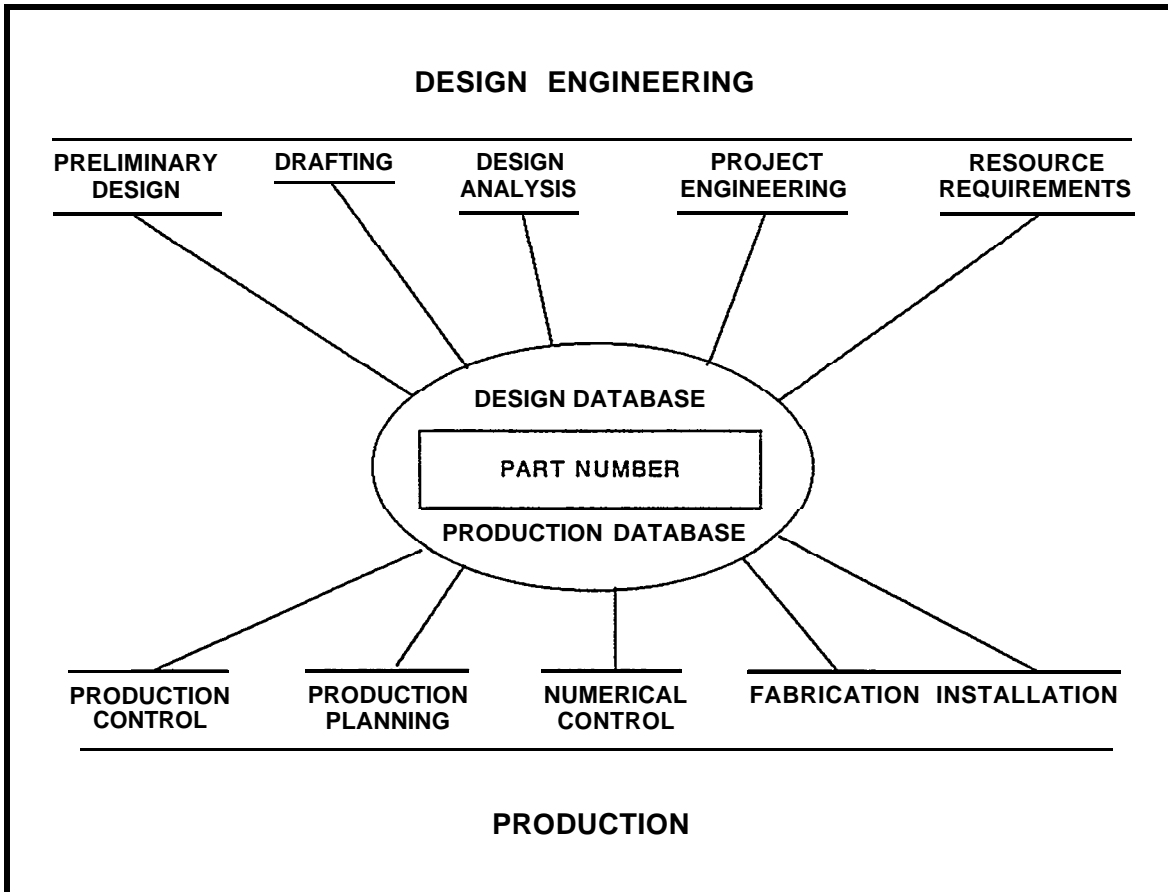 DESIGN ENGINEERING
PRELIMINARY
DESIGN
DRAFTING
DESIGN
ANALYSIS
PROJECT
ENGINEERING
RESOURCE
REQUIREMENTS
DESIGN DATABASE
PART NUMBER
PRODUCTION DATABASE
PRODUCTION
CONTROL
PRODUCTION
PLANNING
NUMERICAL
CONTROL
FABRICATION
INSTALLATION
PRODUCTION